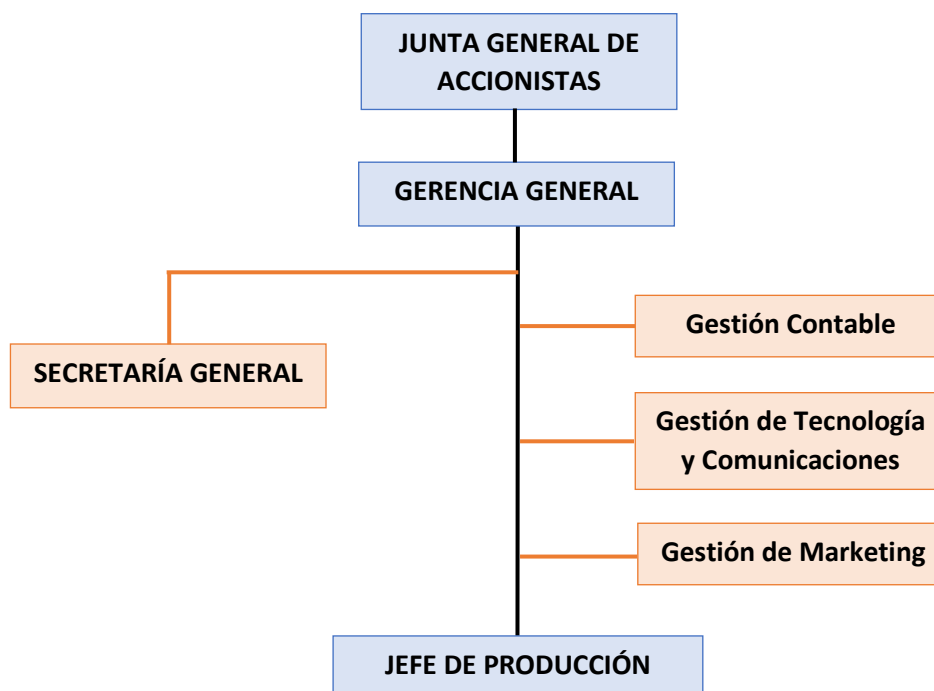 JUNTA GENERAL DE
ACCIONISTAS
GERENCIA GENERAL
Gestión Contable
SECRETARÍA GENERAL
Gestión de Tecnología
y Comunicaciones
Gestión de Marketing
JEFE DE PRODUCCIÓN